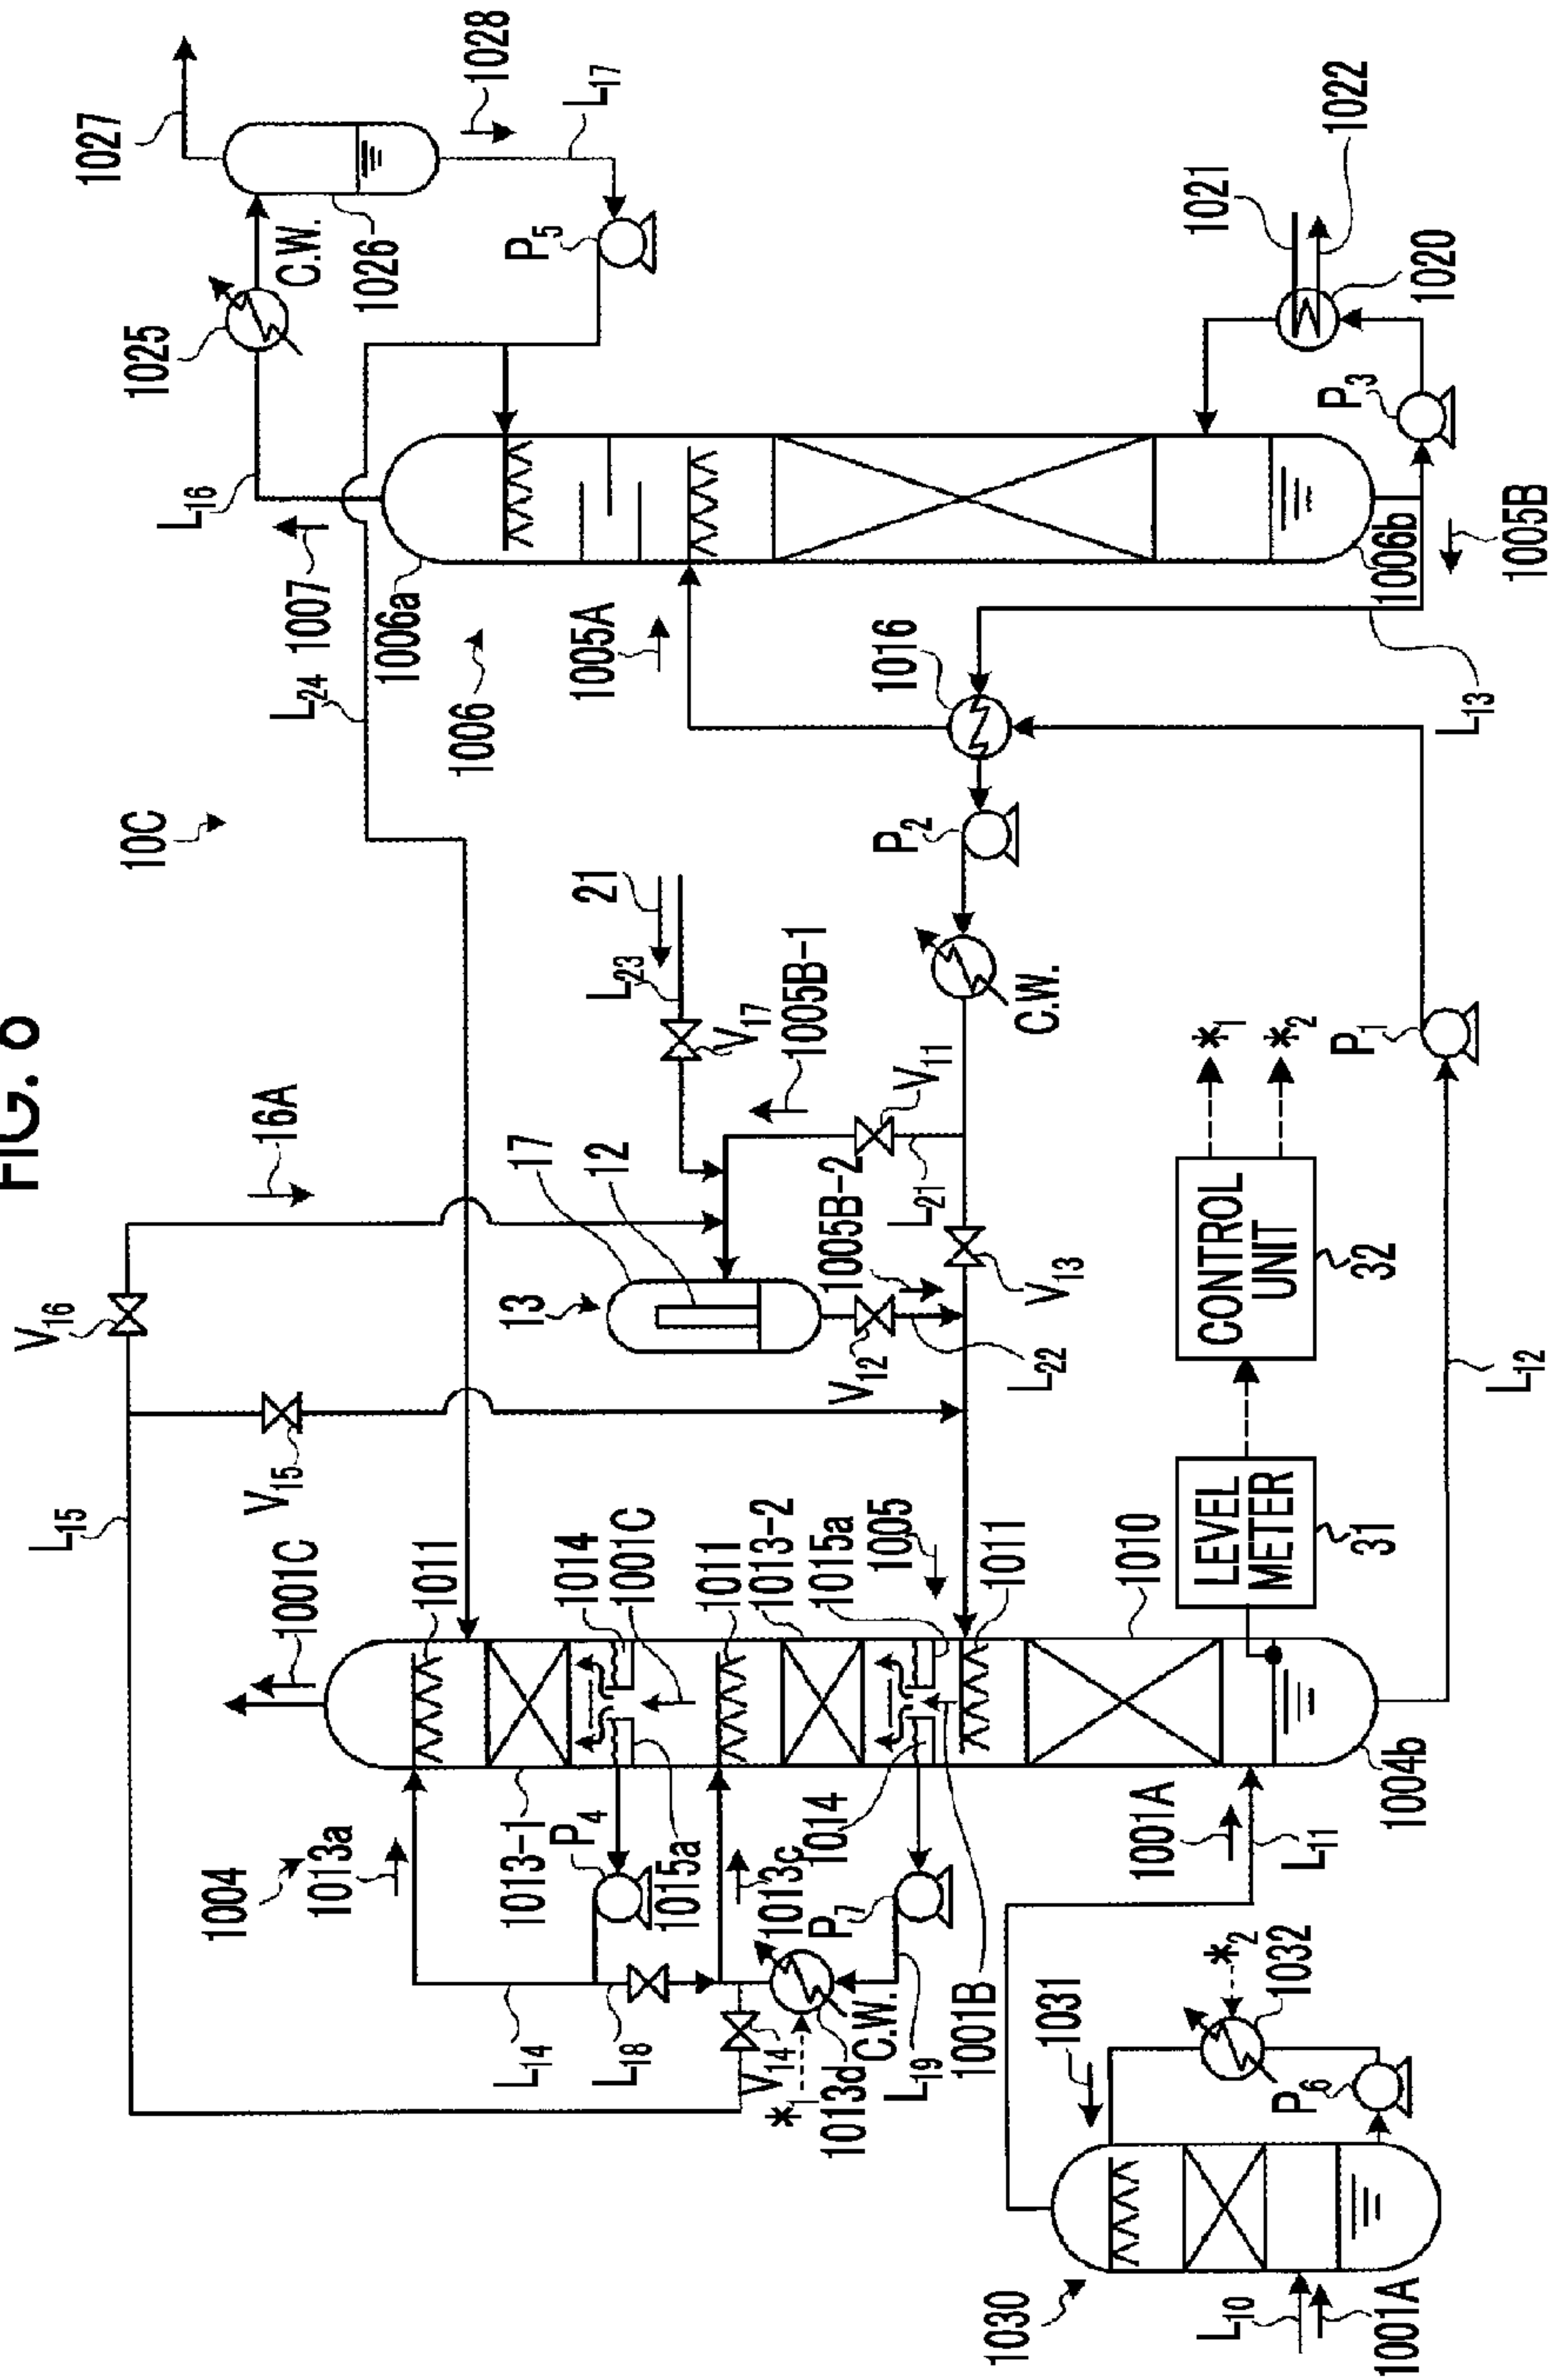 FIG. 6
10C
L15
V16
16A
V15
1001C
1004
1013a
1011
L24
1007
L16
1025
1027
C.W.
1026
1028
L17
P5
1006a
1006
1005A
1013-1
P4
1014
1001C
1015a
L14
L18
1011
1013-2
1013c
V14
*1
1013d
C.W.
P7
L19
1014
1001B
1015a
1005
1011
17
12
13
V12
1005B-2
L22
L21
V11
V13
1005B-1
V17
L23
21
C.W.
P2
1016
L13
1006b
1005B
P3
1020
1021
1022
1010
LEVEL
METER
31
CONTROL
UNIT
32
*1
*2
P1
L12
1001A
L11
1004b
1030
1031
*2
1032
P6
L10
1001A